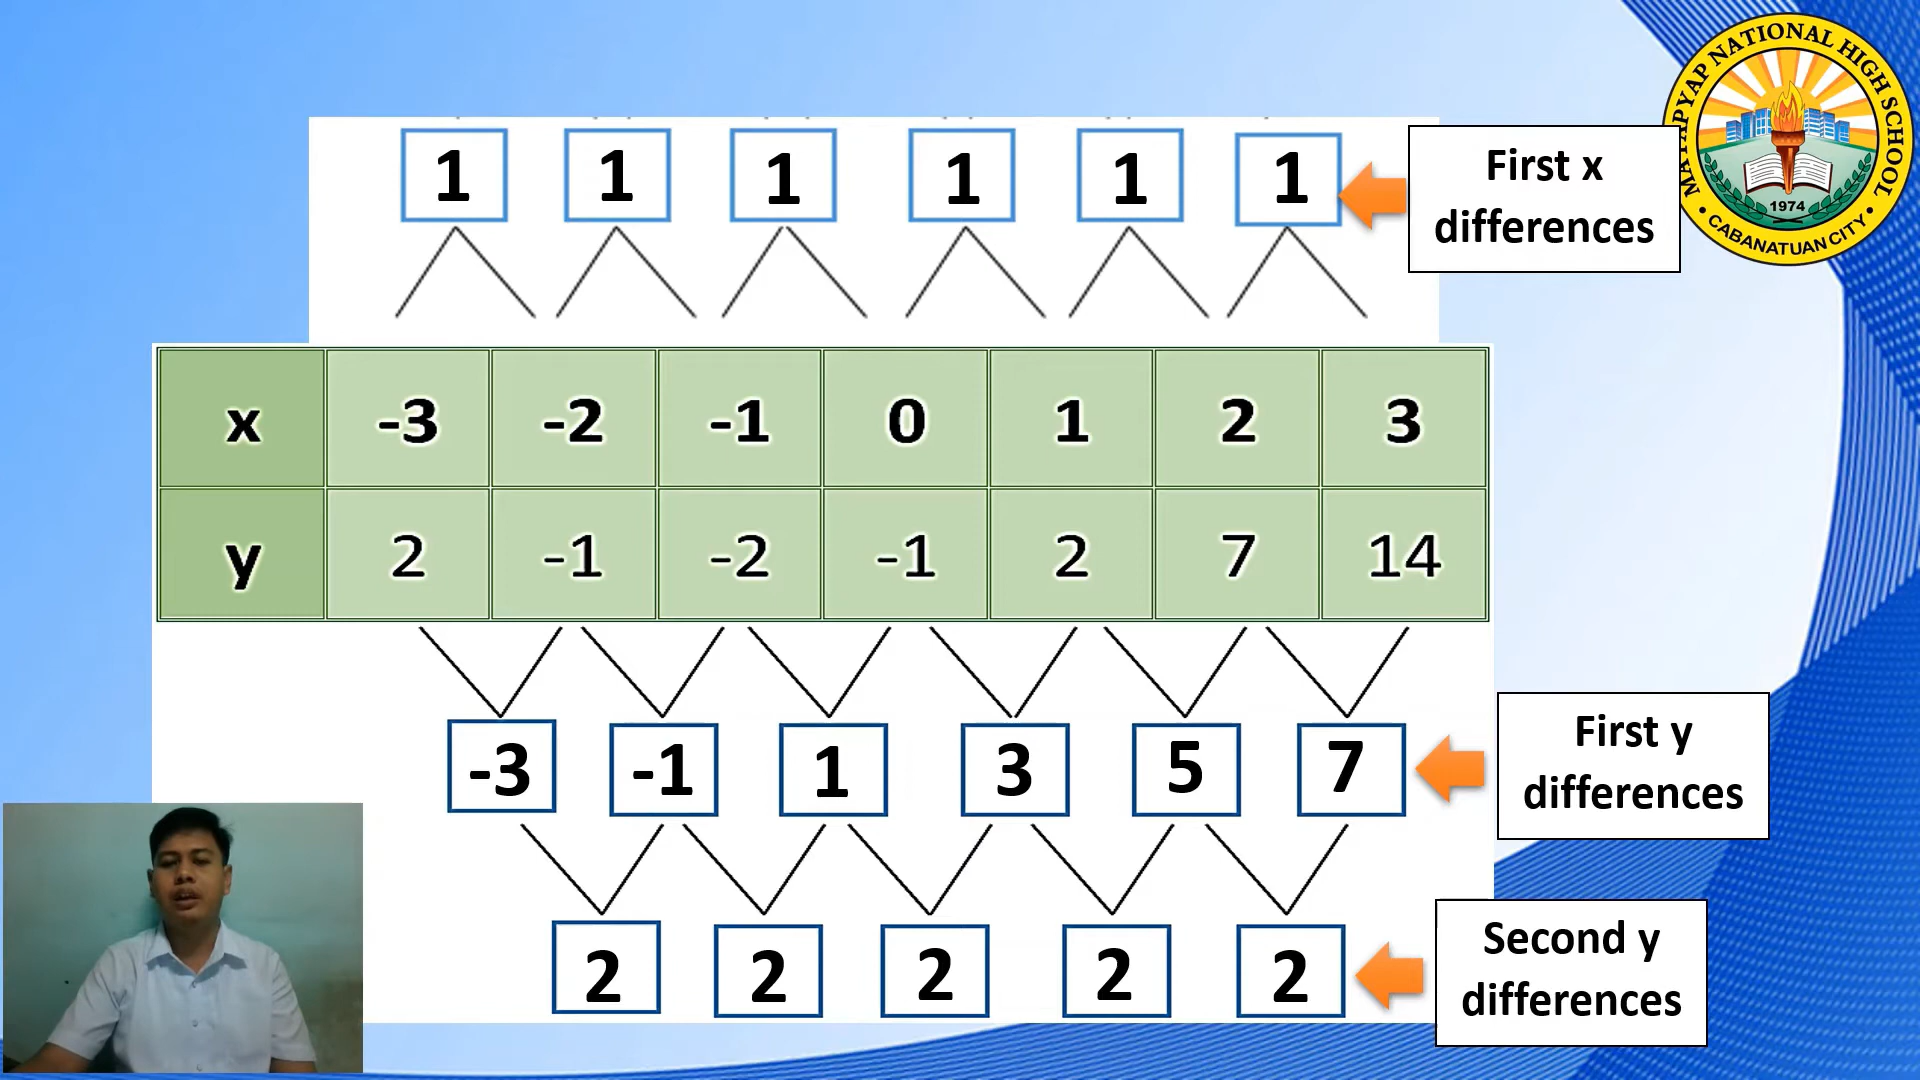 1 1 1 1 1 1
First x
differences
MAYAPYAP NATIONAL HIGH SCHOOL
1974
• CABANATUAN CITY •
x -3 -2 -1 0 1 2 3
y 2 -1 -2 -1 2 7 14
-3 -1 1 3 5 7
First y
differences
2 2 2 2 2
Second y
differences